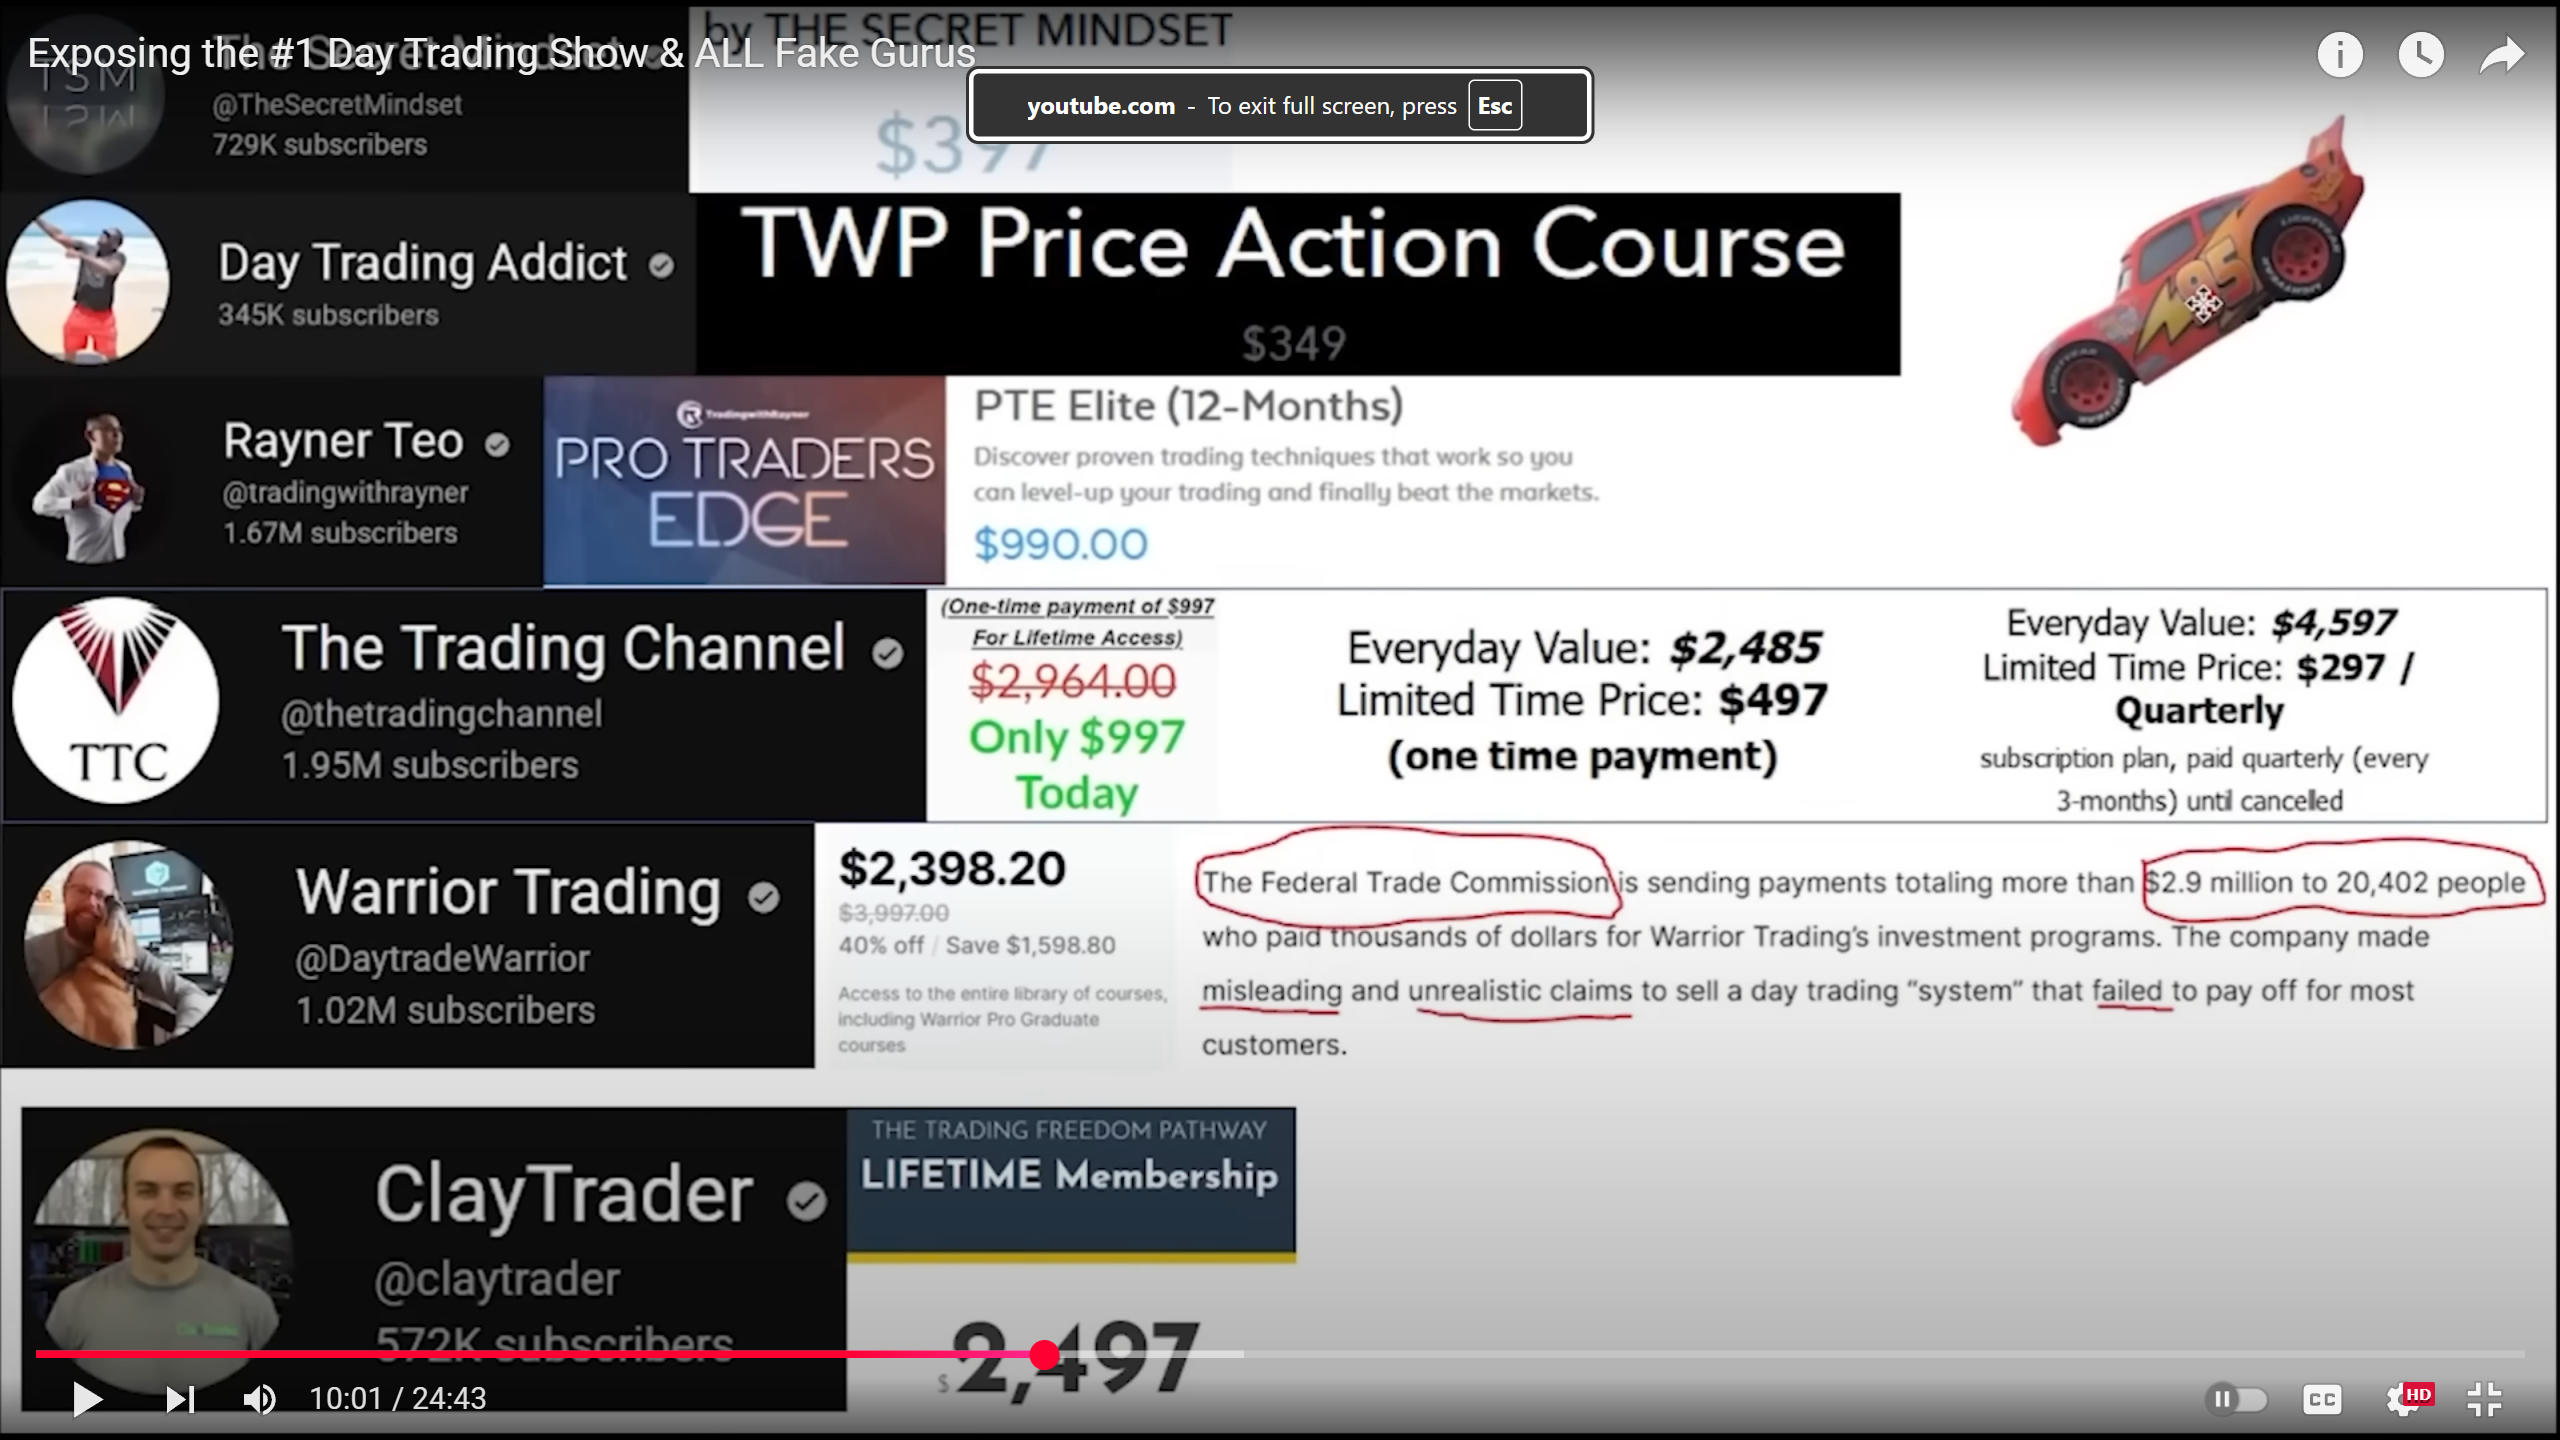 Exposing the #1 Day Trading Show & ALL Fake Gurus
by THE SECRET MINDSET
The Secret Mindset
TSM
@TheSecretMindset
729K subscribers
$397
youtube.com - To exit full screen, press Esc
Day Trading Addict
345K subscribers
TWP Price Action Course
$349
95
Rayner Teo
@tradingwithrayner
1.67M subscribers
TradingwithRayner
PRO TRADERS
EDGE
PTE Elite (12-Months)
Discover proven trading techniques that work so you
can level-up your trading and finally beat the markets.
$990.00
TTC
The Trading Channel
@thetradingchannel
1.95M subscribers
(One-time payment of $997
For Lifetime Access)
$2,964.00
Only $997
Today
Everyday Value: $2,485
Limited Time Price: $497
(one time payment)
Everyday Value: $4,597
Limited Time Price: $297 /
Quarterly
subscription plan, paid quarterly (every
3-months) until cancelled
Warrior Trading
@DaytradeWarrior
1.02M subscribers
$2,398.20
$3,997.00
40% off / Save $1,598.80
Access to the entire library of courses,
including Warrior Pro Graduate
courses
The Federal Trade Commission is sending payments totaling more than $2.9 million to 20,402 people
who paid thousands of dollars for Warrior Trading's investment programs. The company made
misleading and unrealistic claims to sell a day trading "system" that failed to pay off for most
customers.
ClayTrader
@claytrader
572K subscribers
THE TRADING FREEDOM PATHWAY
LIFETIME Membership
$2,497
10:01 / 24:43
CC
HD